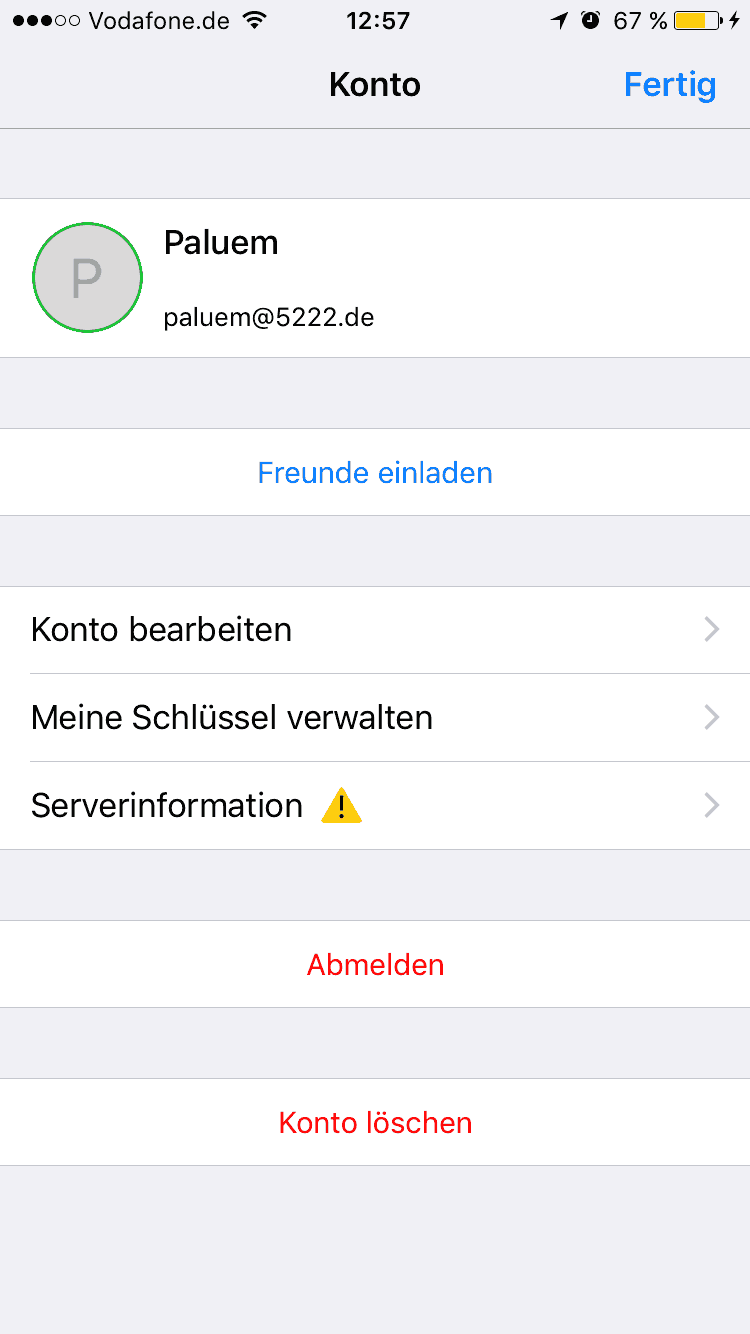 Vodafone.de 12:57 67 %
Konto Fertig
P
Paluem
paluem@5222.de
Freunde einladen
Konto bearbeiten
Meine Schlüssel verwalten
Serverinformation
Abmelden
Konto löschen